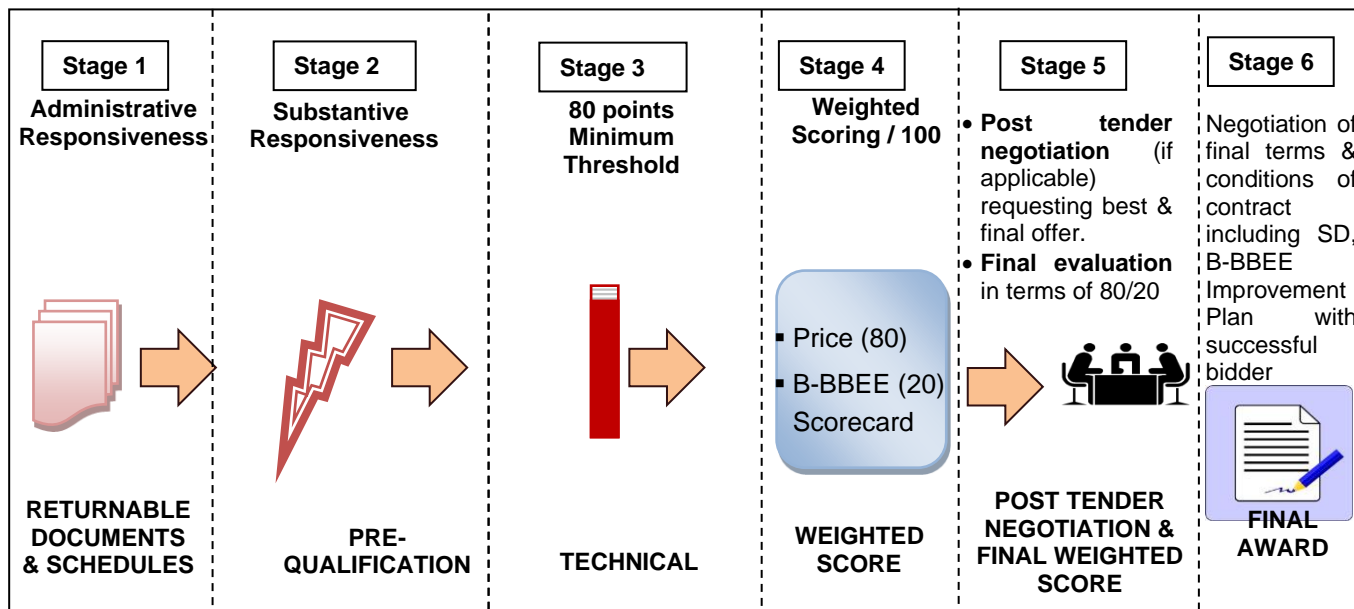 Stage 1
Administrative
Responsiveness
RETURNABLE
DOCUMENTS
& SCHEDULES
Stage 2
Substantive
Responsiveness
PRE-
QUALIFICATION
Stage 3
80 points
Minimum
Threshold
TECHNICAL
Stage 4
Weighted
Scoring / 100
▪ Price (80)
▪ B-BBEE (20)
Scorecard
WEIGHTED
SCORE
Stage 5
• Post tender
negotiation (if
applicable)
requesting best &
final offer.
• Final evaluation
in terms of 80/20
POST TENDER
NEGOTIATION &
FINAL WEIGHTED
SCORE
Stage 6
Negotiation of
final terms &
conditions of
contract
including SD,
B-BBEE
Improvement
Plan with
successful
bidder
FINAL
AWARD